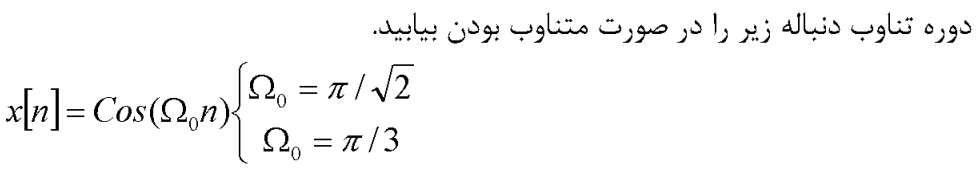 دوره تناوب دنباله زیر را در صورت متناوب بودن بیابید.
x[n] = Cos(Ω₀n) { Ω₀ = π / √2
Ω₀ = π / 3